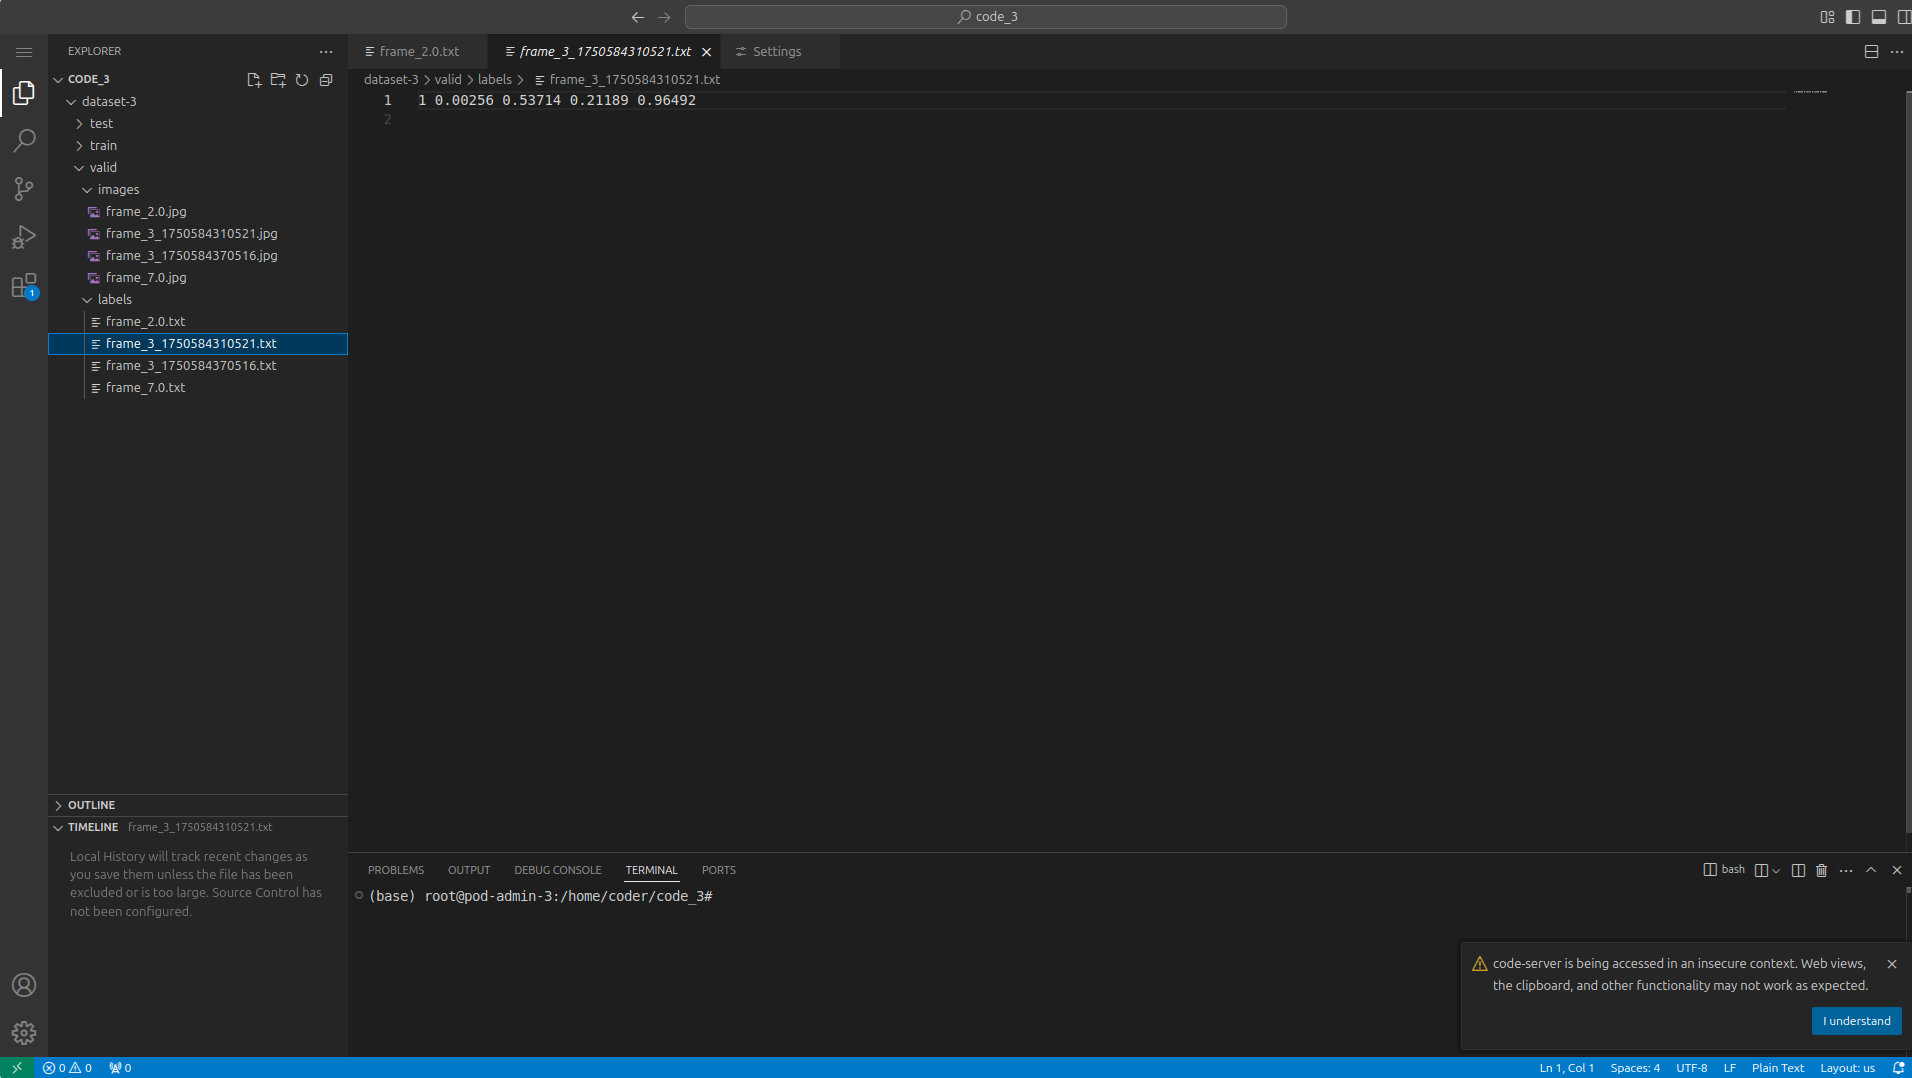 code_3
EXPLORER
CODE_3
dataset-3
test
train
valid
images
frame_2.0.jpg
frame_3_1750584310521.jpg
frame_3_1750584370516.jpg
frame_7.0.jpg
labels
frame_2.0.txt
frame_3_1750584310521.txt
frame_3_1750584370516.txt
frame_7.0.txt
1
OUTLINE
TIMELINE frame_3_1750584310521.txt
Local History will track recent changes as
you save them unless the file has been
excluded or is too large. Source Control has
not been configured.
frame_2.0.txt frame_3_1750584310521.txt Settings
dataset-3 > valid > labels > frame_3_1750584310521.txt
1 1 0.00256 0.53714 0.21189 0.96492
2
PROBLEMS OUTPUT DEBUG CONSOLE TERMINAL PORTS bash
(base) root@pod-admin-3:/home/coder/code_3#
code-server is being accessed in an insecure context. Web views,
the clipboard, and other functionality may not work as expected.
I understand
0 0 0 Ln 1, Col 1 Spaces: 4 UTF-8 LF Plain Text Layout: us